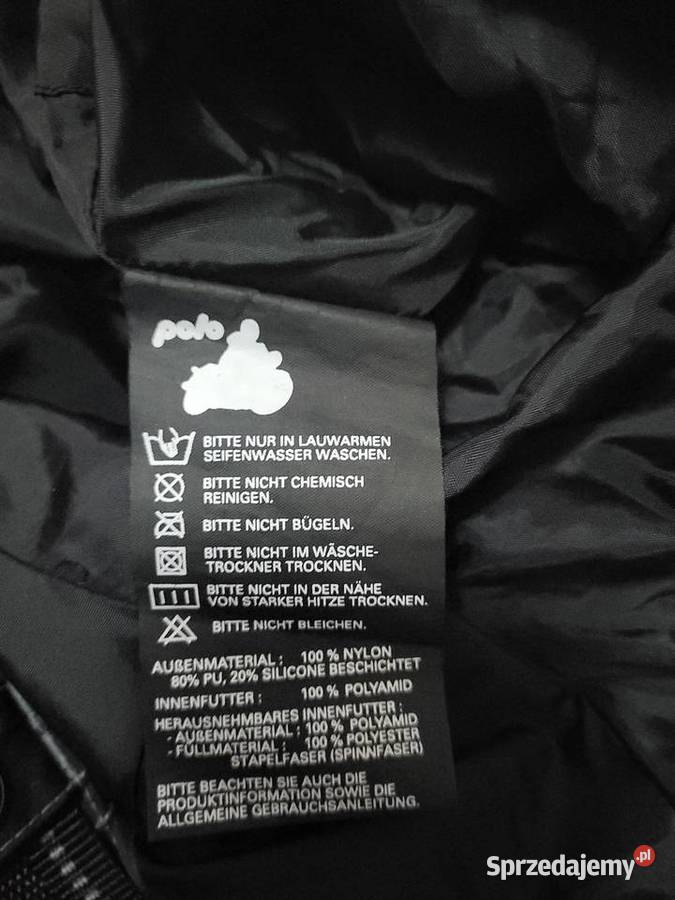 polo
BITTE NUR IN LAUWARMEN
SEIFENWASSER WASCHEN.
BITTE NICHT CHEMISCH
REINIGEN.
BITTE NICHT BÜGELN.
BITTE NICHT IM WÄSCHE-
TROCKNER TROCKNEN.
BITTE NICHT IN DER NÄHE
VON STARKER HITZE TROCKNEN.
BITTE NICHT BLEICHEN.
AUßENMATERIAL: 100 % NYLON
80% PU, 20% SILICONE BESCHICHTET
INNENFUTTER: 100 % POLYAMID
HERAUSNEHMBARES INNENFUTTER:
- AUßENMATERIAL: 100 % POLYAMID
- FÜLLMATERIAL: 100 % POLYESTER
STAPELFASER (SPINNFASER)
BITTE BEACHTEN SIE AUCH DIE
PRODUKTINFORMATION SOWIE DIE
ALLGEMEINE GEBRAUCHSANLEITUNG.
Sprzedajemy.pl